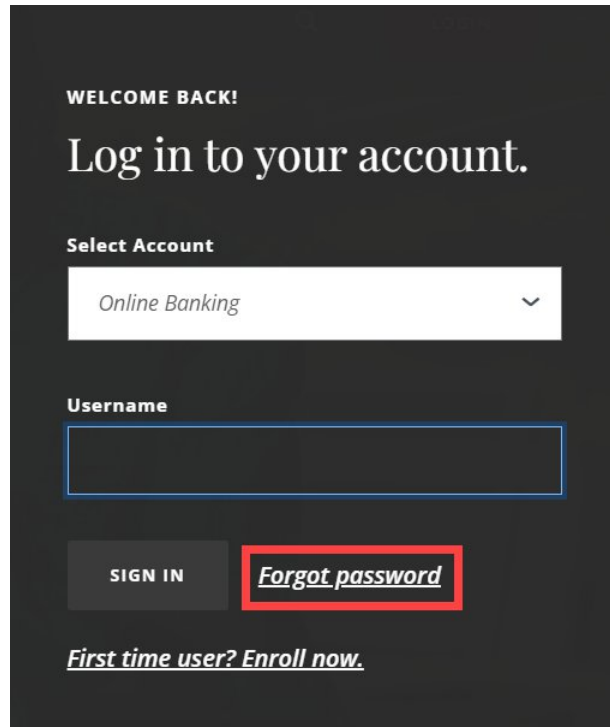 WELCOME BACK!
Log in to your account.
Select Account
Online Banking
Username
SIGN IN
Forgot password
First time user? Enroll now.